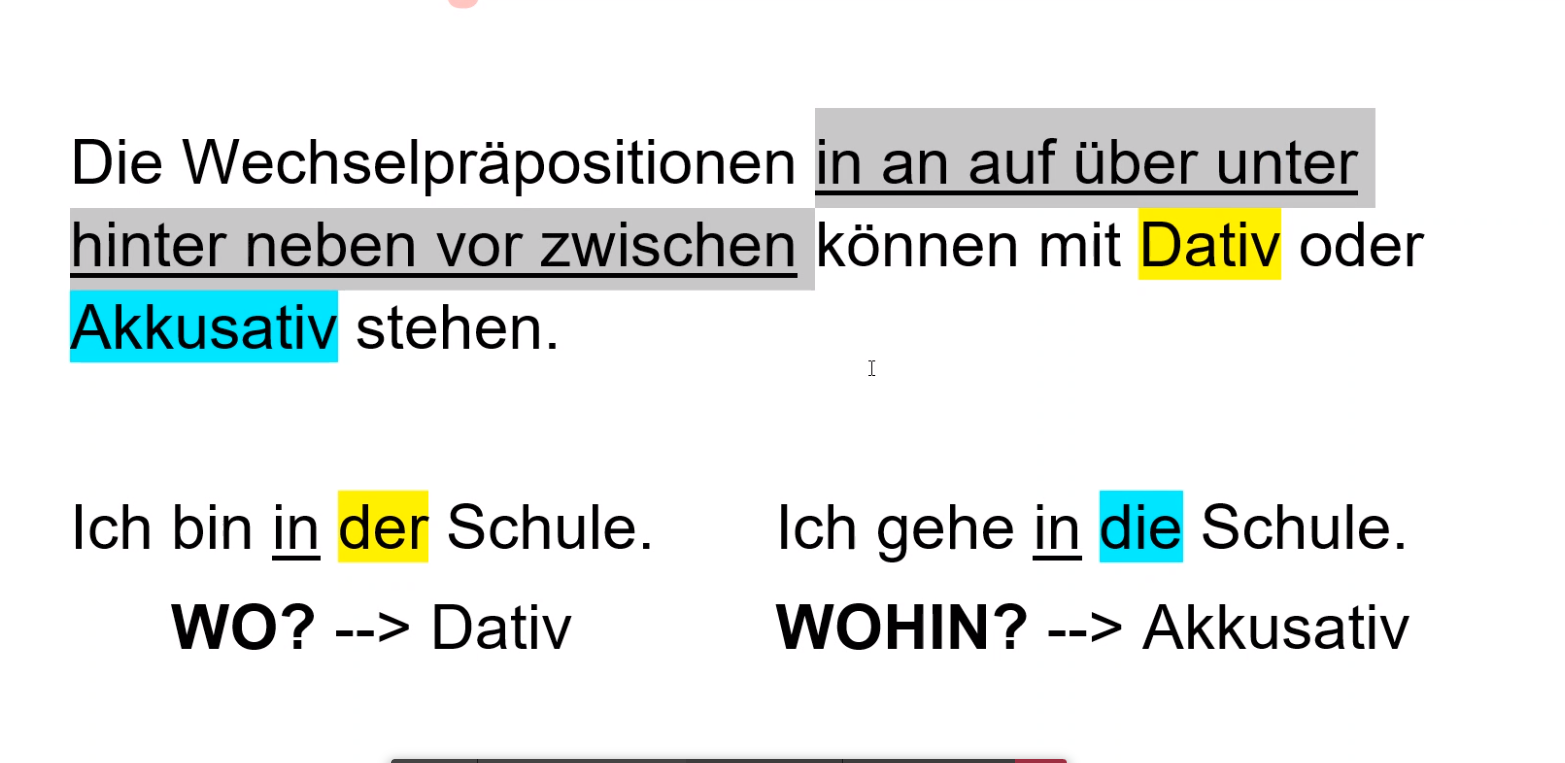 Die Wechselpräpositionen in an auf über unter
hinter neben vor zwischen können mit Dativ oder
Akkusativ stehen.
Ich bin in der Schule. Ich gehe in die Schule.
WO? --> Dativ WOHIN? --> Akkusativ